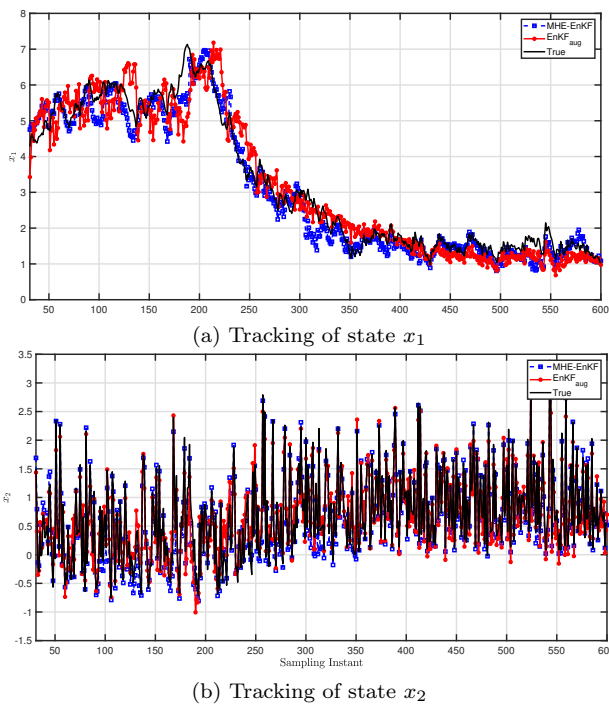 8
7
6
5
4
3
2
1
0
x₁
MHE-EnKF
EnKF_aug
True
50 100 150 200 250 300 350 400 450 500 550 600
(a) Tracking of state x₁
3.5
3
2.5
2
1.5
1
0.5
0
-0.5
-1
-1.5
x₂
MHE-EnKF
EnKF_aug
True
50 100 150 200 250 300 350 400 450 500 550 600
Sampling Instant
(b) Tracking of state x₂